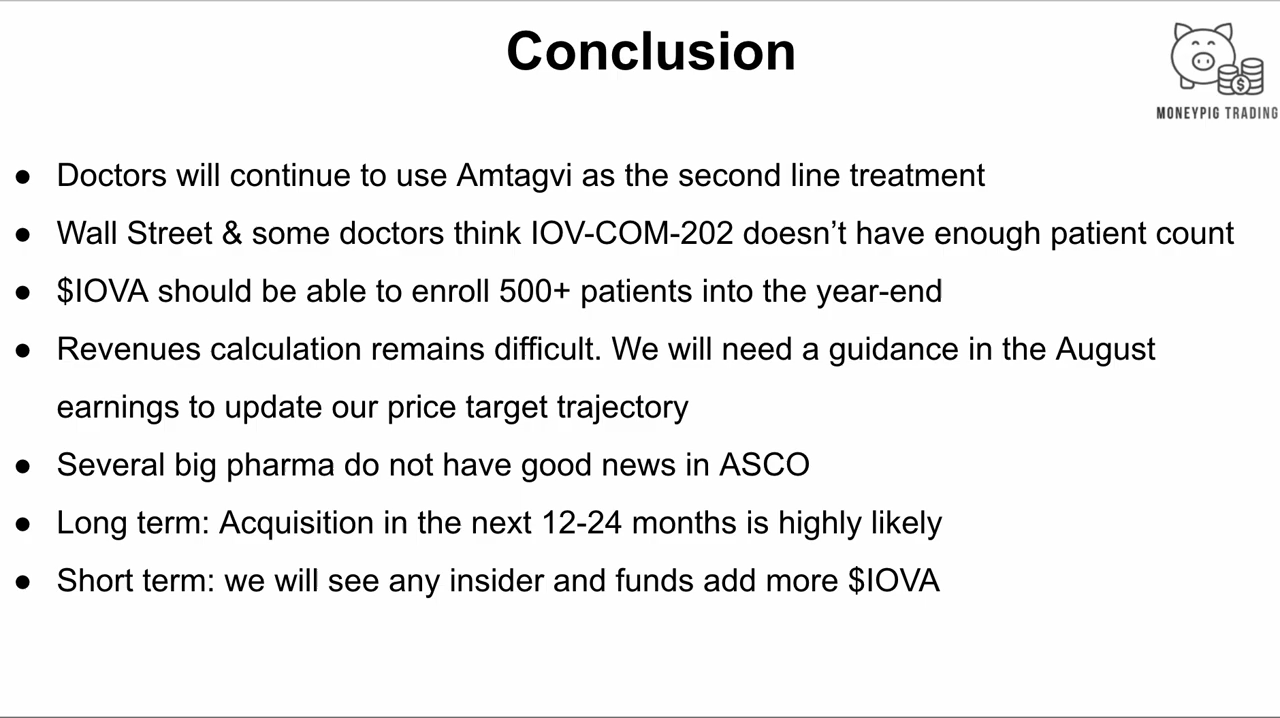 Conclusion
MONEYPIG TRADING
● Doctors will continue to use Amtagvi as the second line treatment
● Wall Street & some doctors think IOV-COM-202 doesn’t have enough patient count
● $IOVA should be able to enroll 500+ patients into the year-end
● Revenues calculation remains difficult. We will need a guidance in the August
earnings to update our price target trajectory
● Several big pharma do not have good news in ASCO
● Long term: Acquisition in the next 12-24 months is highly likely
● Short term: we will see any insider and funds add more $IOVA